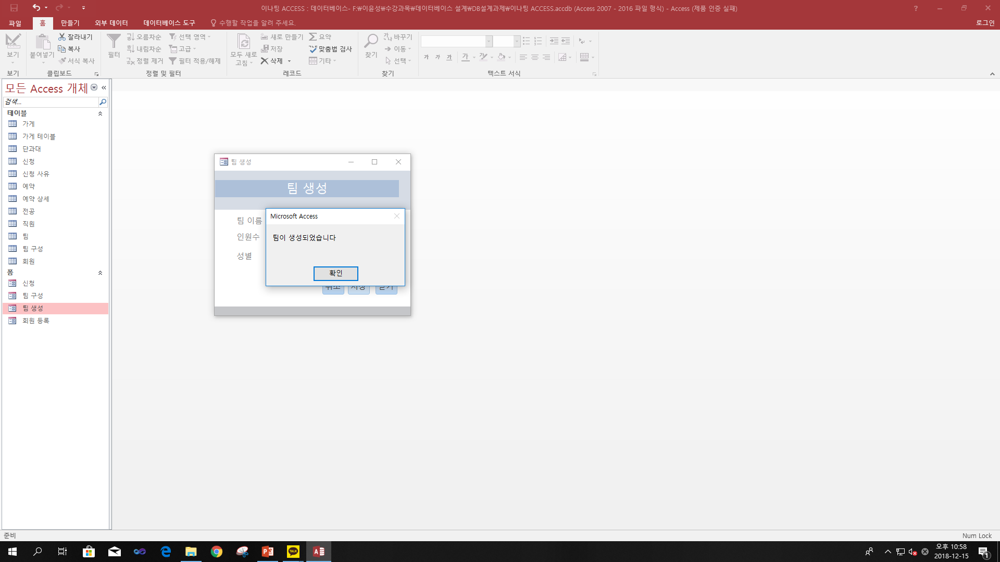 이나팅 ACCESS : 데이터베이스- F:₩이윤성₩수강과목₩데이터베이스 설계₩DB설계과제₩이나팅 ACCESS.accdb (Access 2007 - 2016 파일 형식) - Access (제품 인증 실패)
파일 홈 만들기 외부 데이터 데이터베이스 도구 수행할 작업을 알려 주세요. 로그인
잘라내기 오름차순 선택 영역 새로 만들기 요약 바꾸기
보기 붙여넣기 복사 필터 내림차순 고급 모두 새로 고침 저장 맞춤법 검사 찾기 이동
서식 복사 정렬 제거 필터 적용/해제 삭제 기타 선택 가 가 가 가
보기 클립보드 정렬 및 필터 레코드 찾기 텍스트 서식
모든 Access 개체
검색...
테이블
가게
가게 테이블
단과대
신청
신청 사유
예약
예약 상세
전공
직원
팀
팀 구성
회원
폼
신청
팀 구성
팀 생성
회원 등록
팀 생성
팀 생성
팀 이름
인원수
성별
Microsoft Access
팀이 생성되었습니다
확인
취소 저장 닫기
준비 Num Lock
TALK
오후 10:58
2018-12-15
1